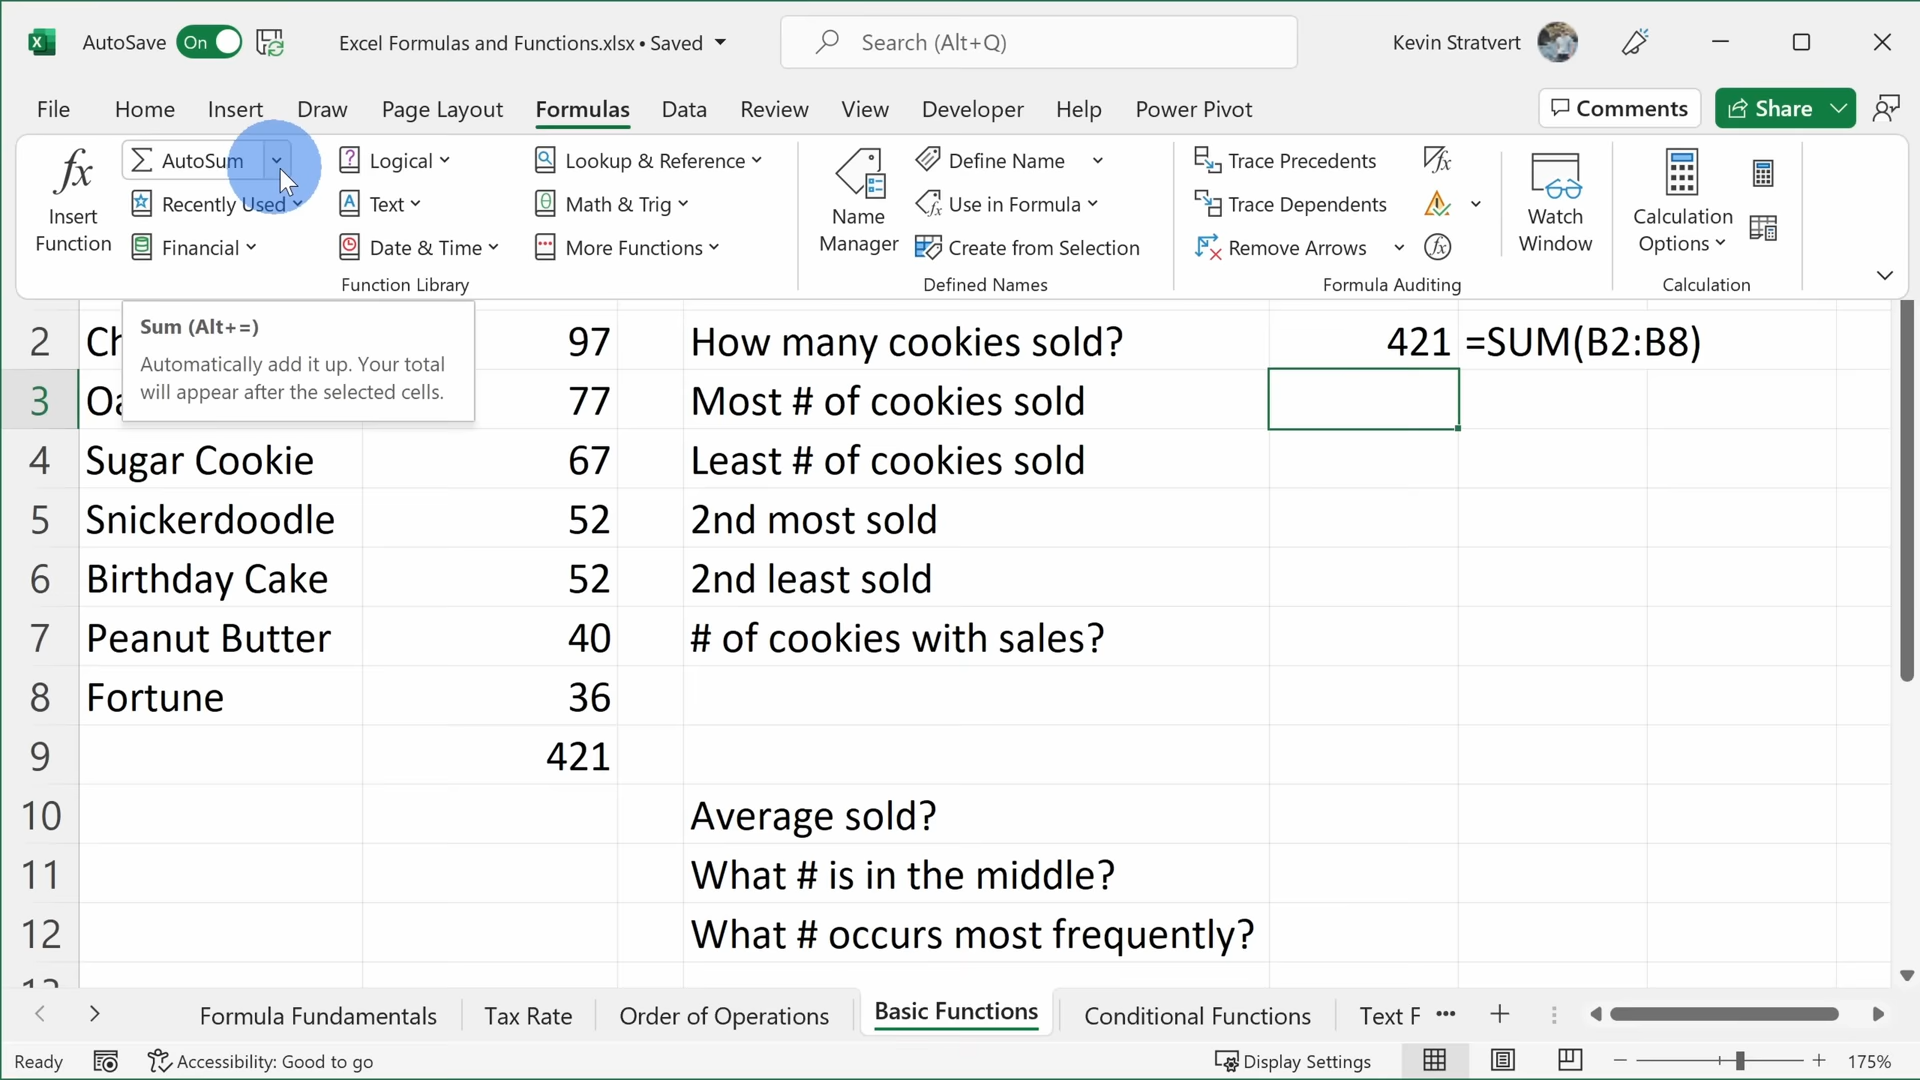 AutoSave On Excel Formulas and Functions.xlsx • Saved Search (Alt+Q) Kevin Stratvert
File Home Insert Draw Page Layout Formulas Data Review View Developer Help Power Pivot Comments Share
fx Insert Function
AutoSum
Recently Used
Financial
Logical
Text
Date & Time
Lookup & Reference
Math & Trig
More Functions
Function Library
Name Manager
Define Name
Use in Formula
Create from Selection
Defined Names
Trace Precedents
Trace Dependents
Remove Arrows
Formula Auditing
Watch Window
Calculation Options
Calculation
Sum (Alt+=)
Automatically add it up. Your total
will appear after the selected cells.
2 Ch 97 How many cookies sold? 421 =SUM(B2:B8)
3 Oa 77 Most # of cookies sold
4 Sugar Cookie 67 Least # of cookies sold
5 Snickerdoodle 52 2nd most sold
6 Birthday Cake 52 2nd least sold
7 Peanut Butter 40 # of cookies with sales?
8 Fortune 36
9 421
10 Average sold?
11 What # is in the middle?
12 What # occurs most frequently?
Formula Fundamentals Tax Rate Order of Operations Basic Functions Conditional Functions Text F
Ready Accessibility: Good to go Display Settings 175%